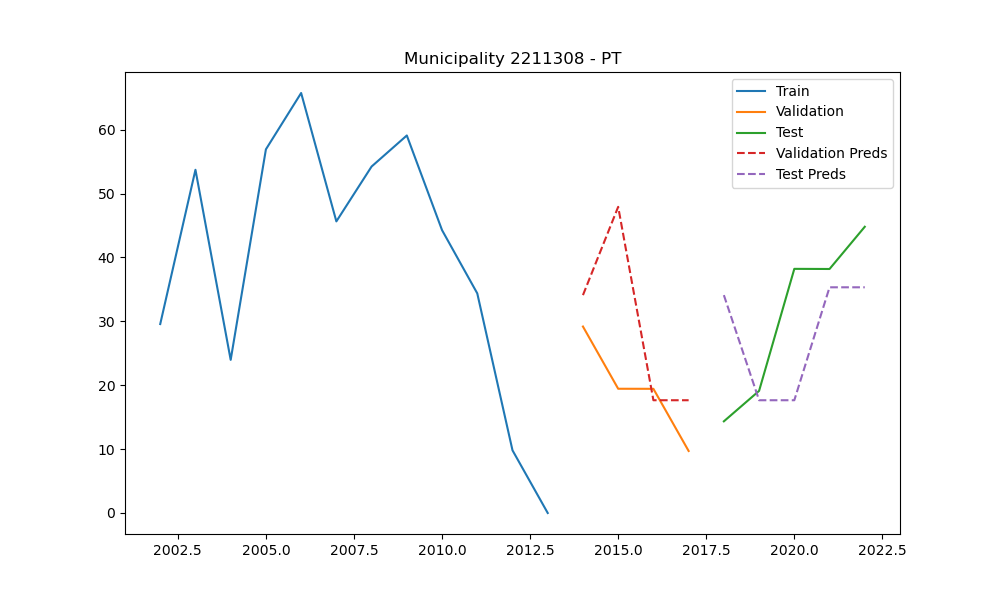 Municipality 2211308 - PT
Train
Validation
Test
Validation Preds
Test Preds
60
50
40
30
20
10
0
2002.5 2005.0 2007.5 2010.0 2012.5 2015.0 2017.5 2020.0 2022.5